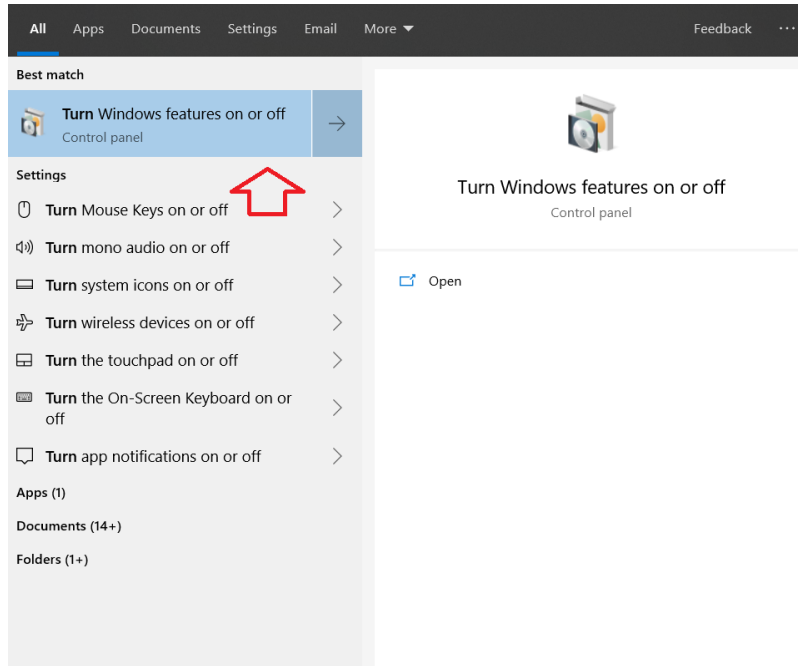 All Apps Documents Settings Email More Feedback ...
Best match
Turn Windows features on or off
Control panel
Settings
Turn Mouse Keys on or off
Turn mono audio on or off
Turn system icons on or off
Turn wireless devices on or off
Turn the touchpad on or off
Turn the On-Screen Keyboard on or
off
Turn app notifications on or off
Apps (1)
Documents (14+)
Folders (1+)
Turn Windows features on or off
Control panel
Open